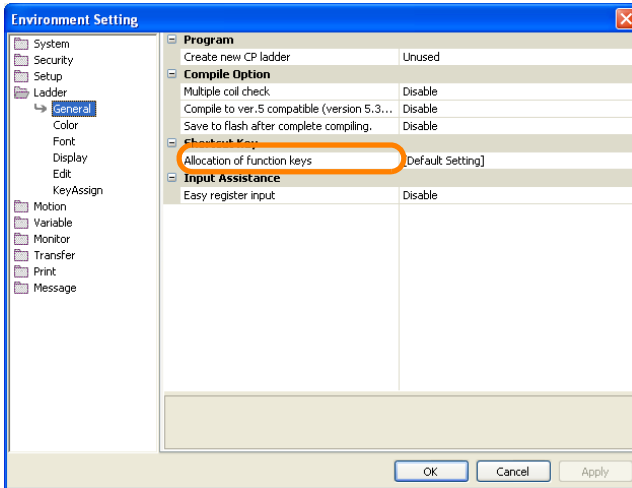 Environment Setting
System
Security
Setup
Ladder
General
Color
Font
Display
Edit
KeyAssign
Motion
Variable
Monitor
Transfer
Print
Message
Program
Create new CP ladder Unused
Compile Option
Multiple coil check Disable
Compile to ver.5 compatible (version 5.3... Disable
Save to flash after complete compiling. Disable
Shortcut Key
Allocation of function keys [Default Setting]
Input Assistance
Easy register input Disable
OK Cancel Apply